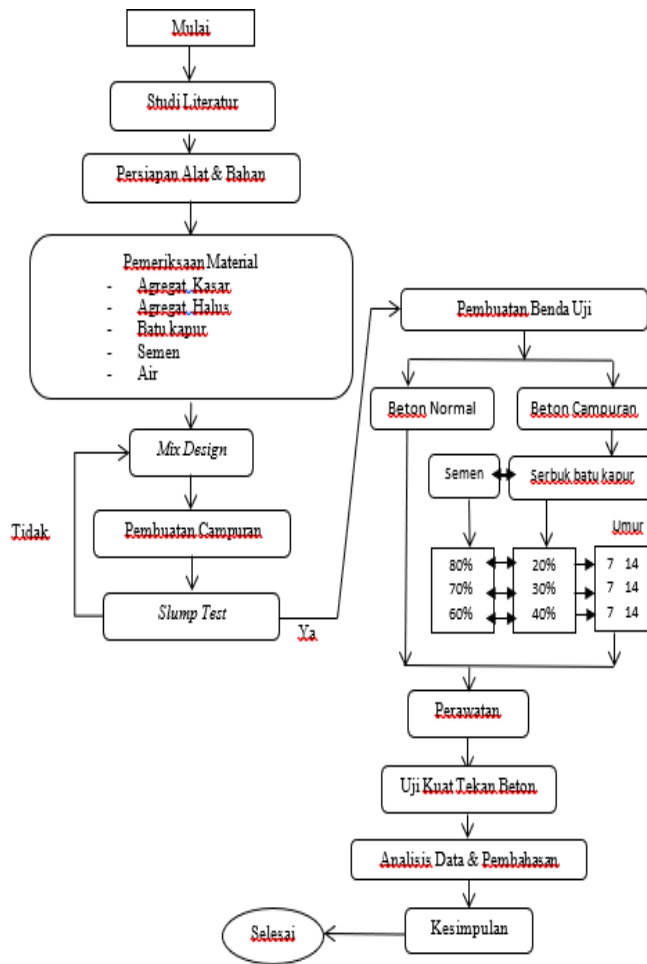 Mulai
Studi Literatur
Persiapan Alat & Bahan
Pemeriksaan Material
- Agregat Kasar
- Agregat Halus
- Batu kapur
- Semen
- Air
Mix Design
Tidak
Pembuatan Campuran
Slump Test
Ya
Pembuatan Benda Uji
Beton Normal
Beton Campuran
Semen
Serbuk batu kapur
Umur
80% 20% 7 14
70% 30% 7 14
60% 40% 7 14
Perawatan
Uji Kuat Tekan Beton
Analisis Data & Pembahasan
Kesimpulan
Selesai